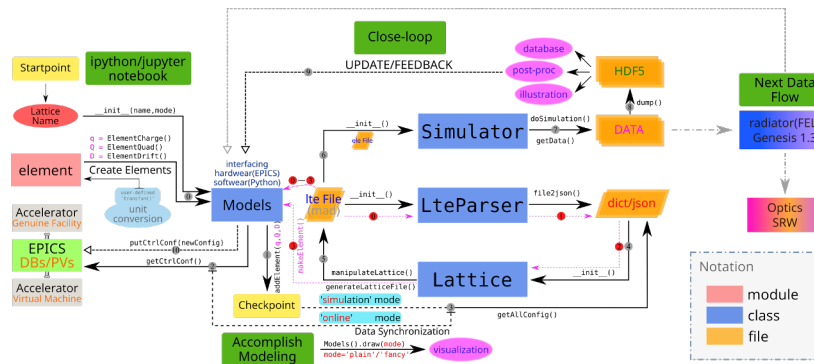 Startpoint
ipython/jupyter
notebook
Close-loop
UPDATE/FEEDBACK
database
post-proc
illustration
HDF5
dump()
Next Data
Flow
Lattice
Name
__init__(name,mode)
q = ElementCharge()
Q = ElementQuad()
D = ElementDrift()
Create Elements
element
user-defined
unit
conversion
interfacing
hardwear(EPICS)
softwear(Python)
Models
__init__()
Simulator
doSimulation()
getData()
DATA
radiator(FEL
Genesis 1.3
lte File
(mad)
__init__()
LteParser
file2json()
dict/json
Optics
SRW
Accelerator
Genuine Facility
EPICS
DBs/PVs
Accelerator
Virtual Machine
putCtrlConf(newConfig)
getCtrlConf()
addElement(q,Q,D)
makeElement()
manipulateLattice()
generateLatticeFile()
Lattice
__init__()
Checkpoint
'simulation' mode
'online' mode
Data Synchronization
getAllConfig()
Accomplish
Modeling
Models().draw(mode)
mode='plain'/'fancy'
visualization
Notation
module
class
file